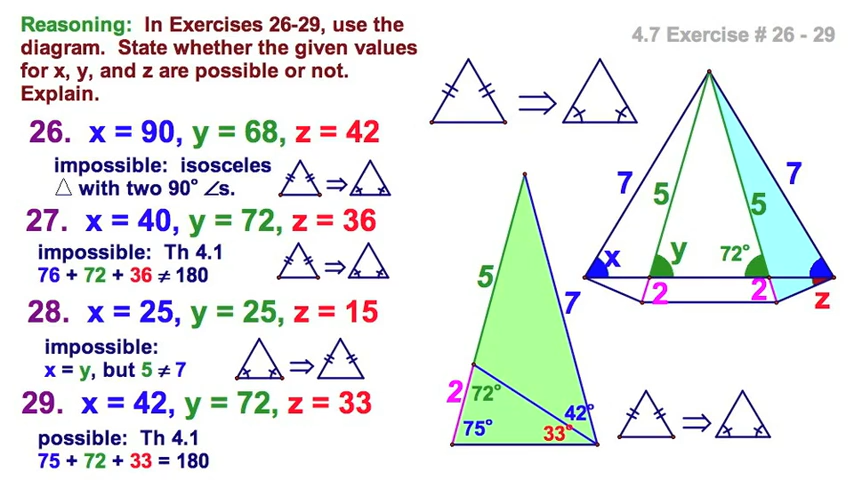 Reasoning: In Exercises 26-29, use the
diagram. State whether the given values
for x, y, and z are possible or not.
Explain.
4.7 Exercise # 26 - 29
26. x = 90, y = 68, z = 42
impossible: isosceles
△ with two 90° ∠s.
27. x = 40, y = 72, z = 36
impossible: Th 4.1
76 + 72 + 36 ≠ 180
28. x = 25, y = 25, z = 15
impossible:
x = y, but 5 ≠ 7
29. x = 42, y = 72, z = 33
possible: Th 4.1
75 + 72 + 33 = 180
5
7
2
72°
42°
75°
33°
7
5
5
7
x
y
72°
2
2
z